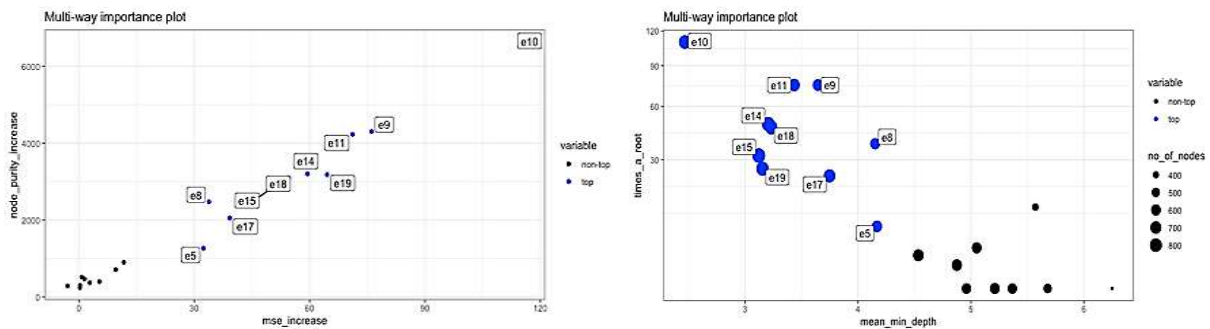 Multi-way importance plot
e10
6000
e9
e11
4000
e14
e18
e19
e15
e8
e17
2000
e5
0
0
30
60
90
120
mse_increase
node_purity_increase
variable
non-top
top
Multi-way importance plot
120
e10
90
e11
e9
60
e14
e18
e8
e15
30
e19
e17
e5
3
4
5
6
mean_min_depth
times_a_root
variable
non-top
top
no_of_nodes
400
500
600
700
800